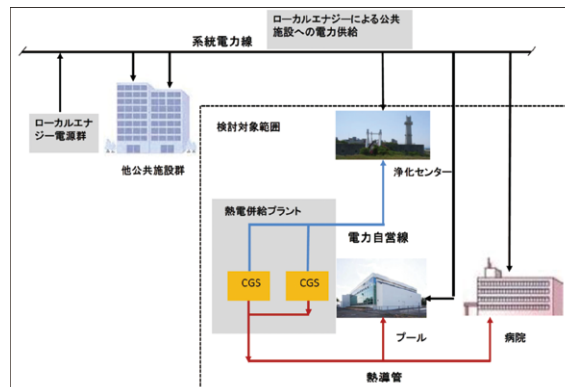 ローカルエナジーによる公共
施設への電力供給
系統電力線
ローカルエナ
ジー電源群
他公共施設群
検討対象範囲
浄化センター
熱電併給プラント
電力自営線
CGS
CGS
プール
病院
熱導管